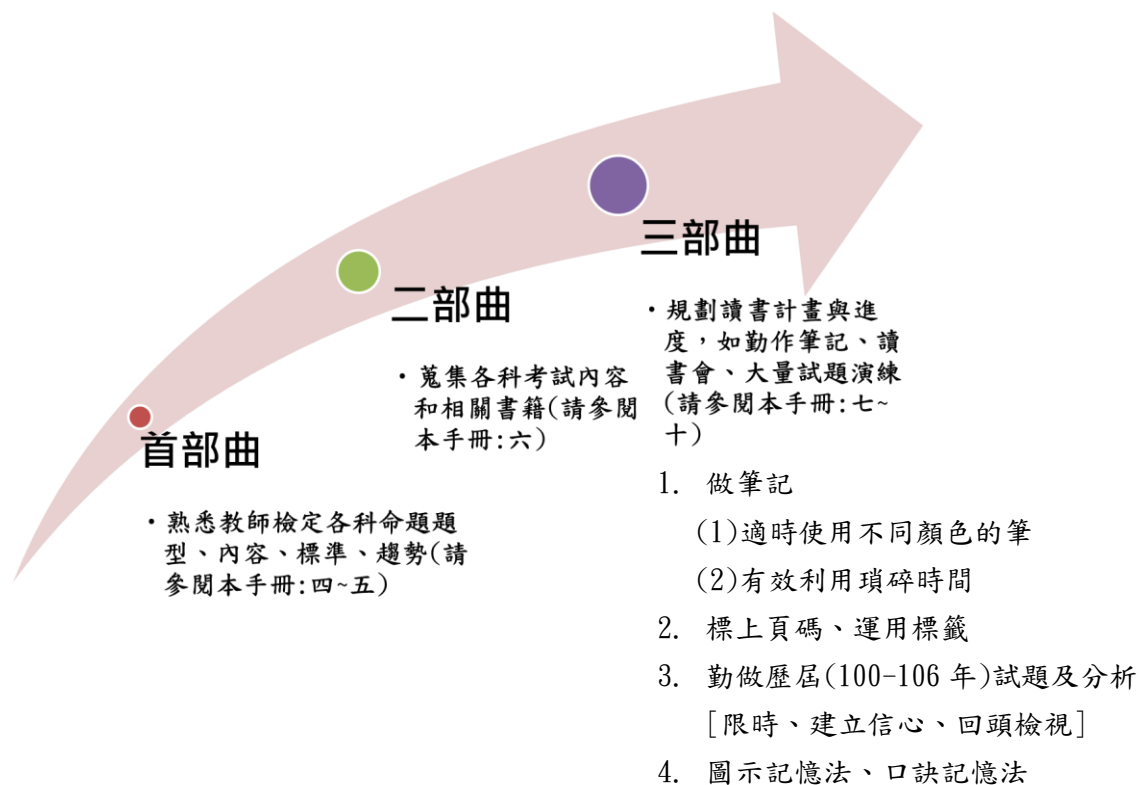 首部曲
・熟悉教師檢定各科命題題
型、內容、標準、趨勢(請
參閱本手冊:四~五)
二部曲
・蒐集各科考試內容
和相關書籍(請參閱
本手冊:六)
三部曲
・規劃讀書計畫與進
度,如勤作筆記、讀
書會、大量試題演練
(請參閱本手冊:七~
十)
1. 做筆記
(1)適時使用不同顏色的筆
(2)有效利用瑣碎時間
2. 標上頁碼、運用標籤
3. 勤做歷屆(100-106 年)試題及分析
[限時、建立信心、回頭檢視]
4. 圖示記憶法、口訣記憶法